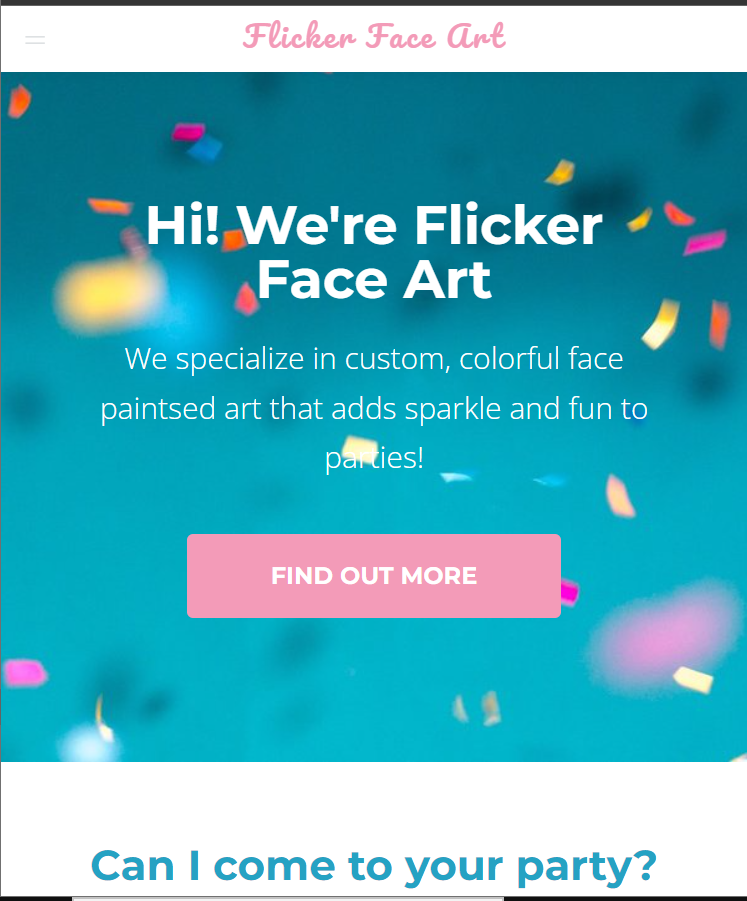 Flicker Face Art
Hi! We're Flicker
Face Art
We specialize in custom, colorful face
paintsed art that adds sparkle and fun to
parties!
FIND OUT MORE
Can I come to your party?